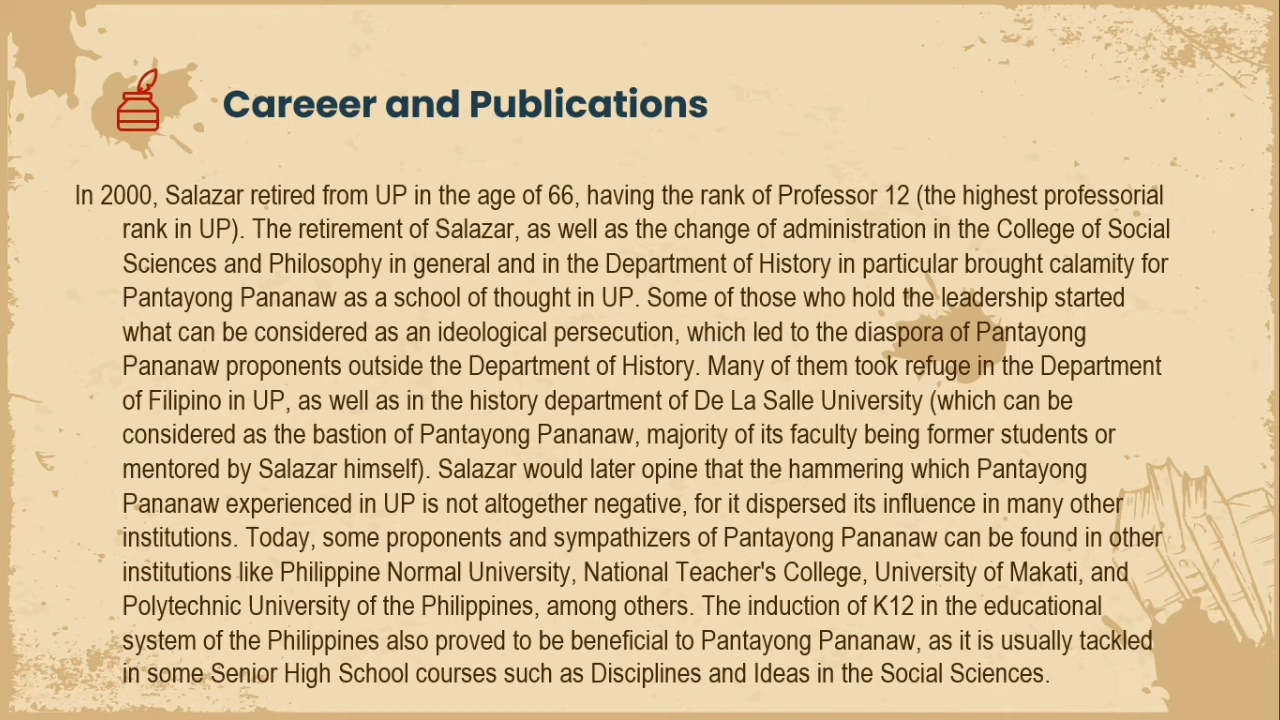 Careeer and Publications
In 2000, Salazar retired from UP in the age of 66, having the rank of Professor 12 (the highest professorial
rank in UP). The retirement of Salazar, as well as the change of administration in the College of Social
Sciences and Philosophy in general and in the Department of History in particular brought calamity for
Pantayong Pananaw as a school of thought in UP. Some of those who hold the leadership started
what can be considered as an ideological persecution, which led to the diaspora of Pantayong
Pananaw proponents outside the Department of History. Many of them took refuge in the Department
of Filipino in UP, as well as in the history department of De La Salle University (which can be
considered as the bastion of Pantayong Pananaw, majority of its faculty being former students or
mentored by Salazar himself). Salazar would later opine that the hammering which Pantayong
Pananaw experienced in UP is not altogether negative, for it dispersed its influence in many other
institutions. Today, some proponents and sympathizers of Pantayong Pananaw can be found in other
institutions like Philippine Normal University, National Teacher's College, University of Makati, and
Polytechnic University of the Philippines, among others. The induction of K12 in the educational
system of the Philippines also proved to be beneficial to Pantayong Pananaw, as it is usually tackled
in some Senior High School courses such as Disciplines and Ideas in the Social Sciences.